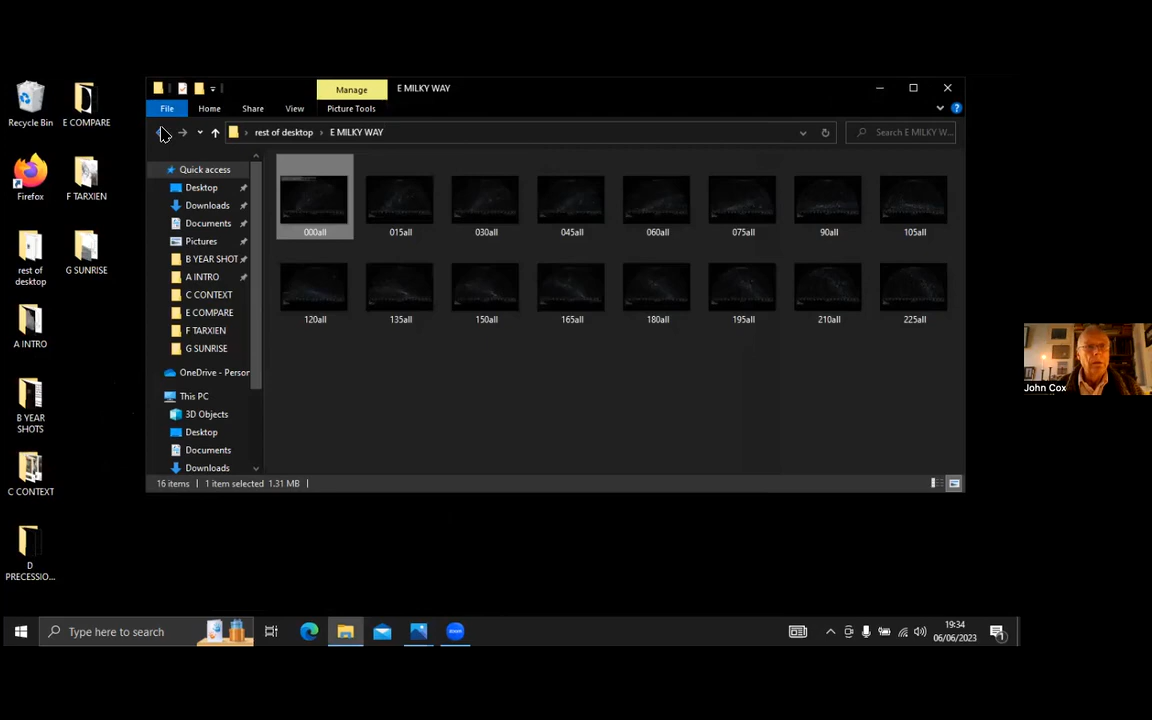 Recycle Bin
E COMPARE
Firefox
F TARXIEN
rest of
desktop
G SUNRISE
A INTRO
B YEAR
SHOTS
C CONTEXT
D
PRECESSIO...
Manage
E MILKY WAY
File
Home
Share
View
Picture Tools
rest of desktop
E MILKY WAY
Search E MILKY W...
Quick access
Desktop
Downloads
Documents
Pictures
B YEAR SHOT
A INTRO
C CONTEXT
E COMPARE
F TARXIEN
G SUNRISE
OneDrive - Person
This PC
3D Objects
Desktop
Documents
Downloads
000all
015all
030all
045all
060all
075all
90all
105all
120all
135all
150all
165all
180all
195all
210all
225all
16 items
1 item selected 1.31 MB
John Cox
Type here to search
zoom
19:34
06/06/2023
1